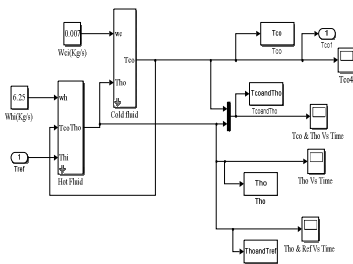 0.007
Wci(Kg/s)
wc
Tco
Tho
Cold fluid
6.25
Whi(Kg/s)
wh
Tco Tho
Thi
Hot Fluid
1
Tref
Tco
Tco
1
Tco1
Tco4
TcoandTho
TcoandTho
Tco & Tho Vs Time
Tho Vs Time
Tho
Tho
Tho & Ref Vs Time
ThoandTref